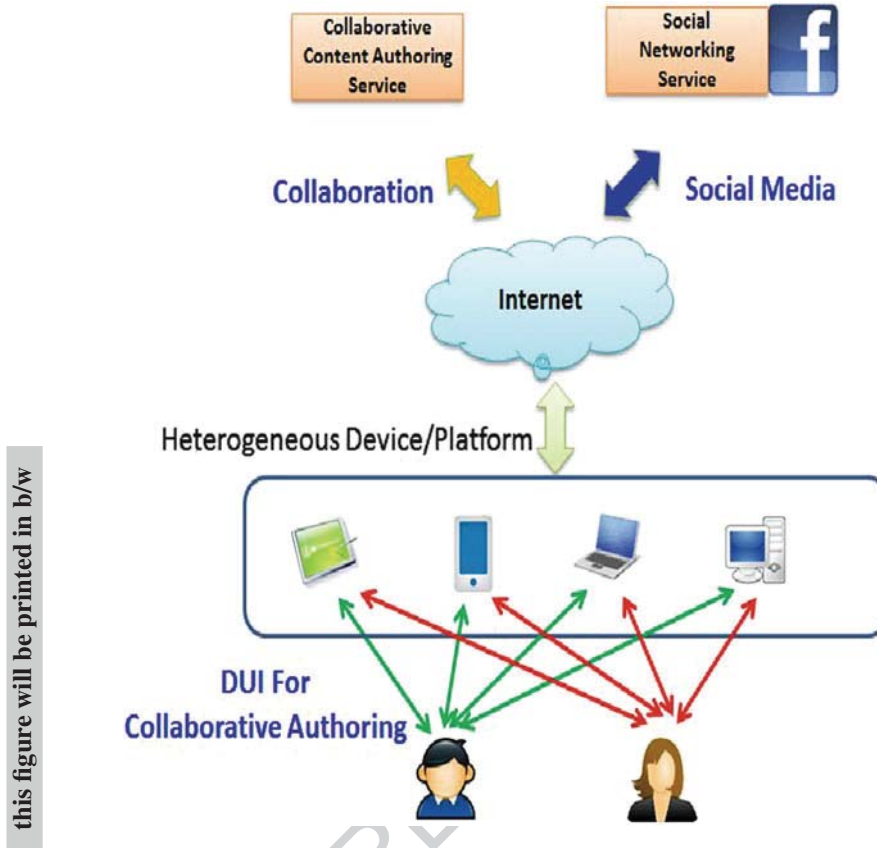 Collaborative
Content Authoring
Service
Social
Networking
Service
f
Collaboration
Social Media
Internet
Heterogeneous Device/Platform
DUI For
Collaborative Authoring
this figure will be printed in b/w